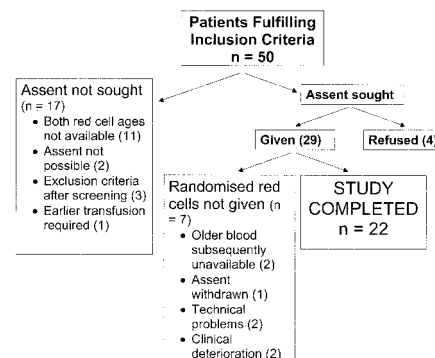 Patients Fulfilling
Inclusion Criteria
n = 50
Assent not sought
(n = 17)
• Both red cell ages
not available (11)
• Assent not
possible (2)
• Exclusion criteria
after screening (3)
• Earlier transfusion
required (1)
Assent sought
Given (29)
Refused (4)
Randomised red
cells not given (n
= 7)
• Older blood
subsequently
unavailable (2)
• Assent
withdrawn (1)
• Technical
problems (2)
• Clinical
deterioration (2)
STUDY
COMPLETED
n = 22